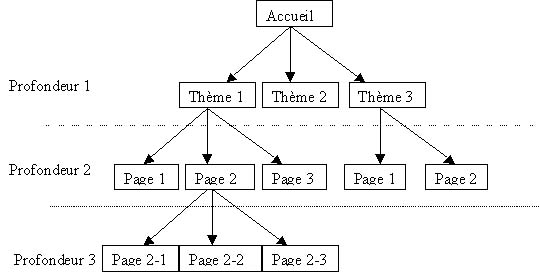 Accueil
Profondeur 1
Thème 1 Thème 2 Thème 3
Profondeur 2
Page 1 Page 2 Page 3 Page 1 Page 2
Profondeur 3
Page 2-1 Page 2-2 Page 2-3